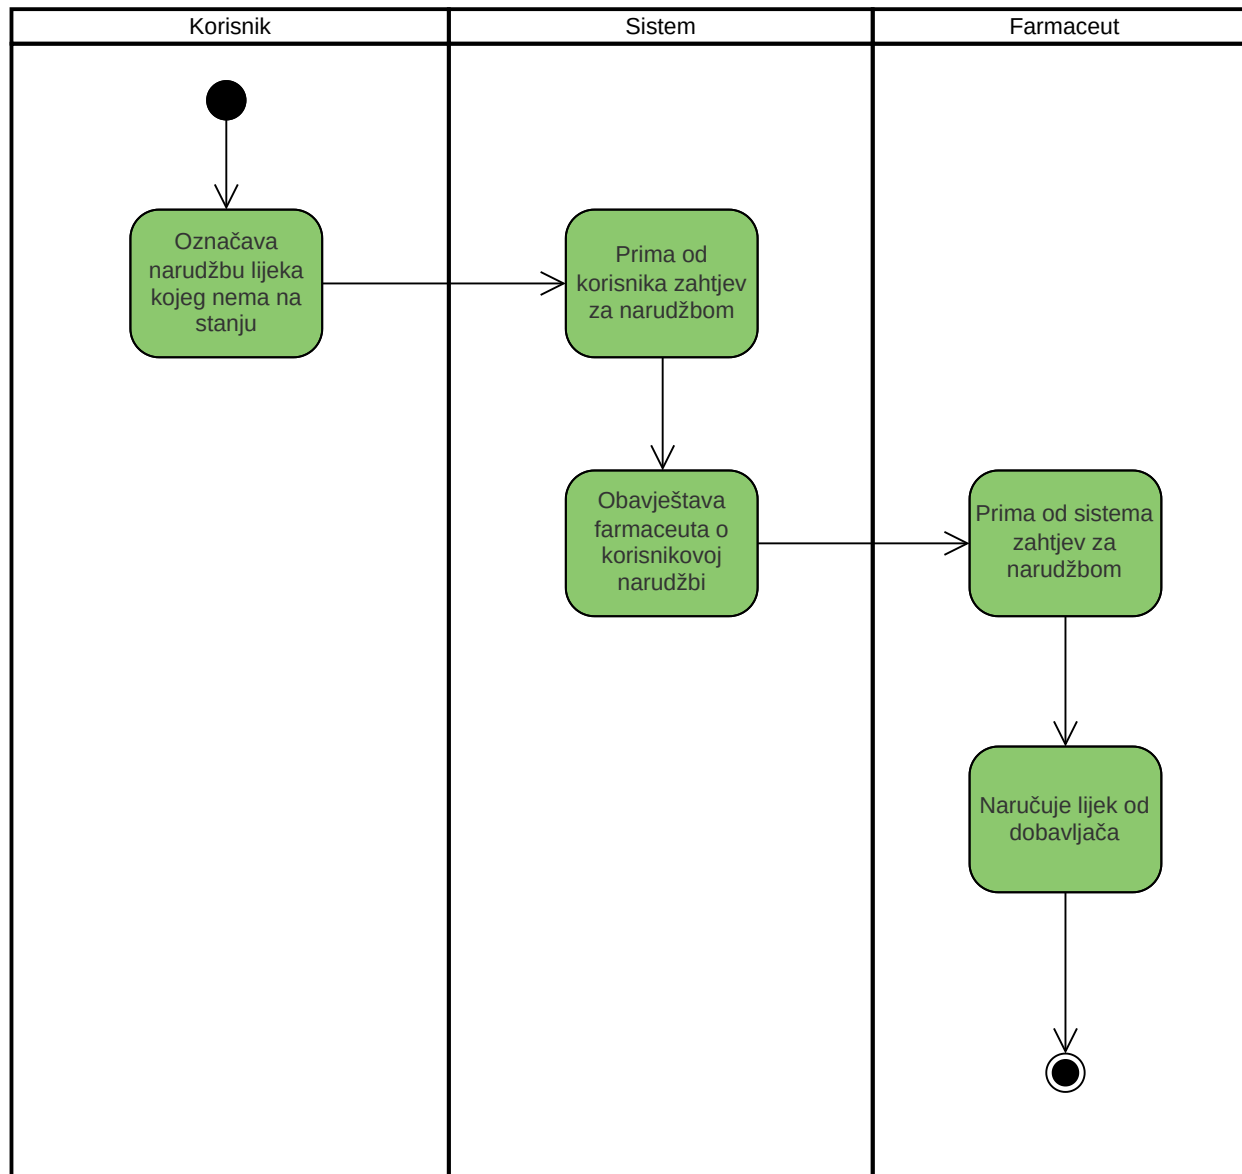 Korisnik
Sistem
Farmaceut
Označava
narudžbu lijeka
kojeg nema na
stanju
Prima od
korisnika zahtjev
za narudžbom
Obavještava
farmaceuta o
korisnikovoj
narudžbi
Prima od sistema
zahtjev za
narudžbom
Naručuje lijek od
dobavljača